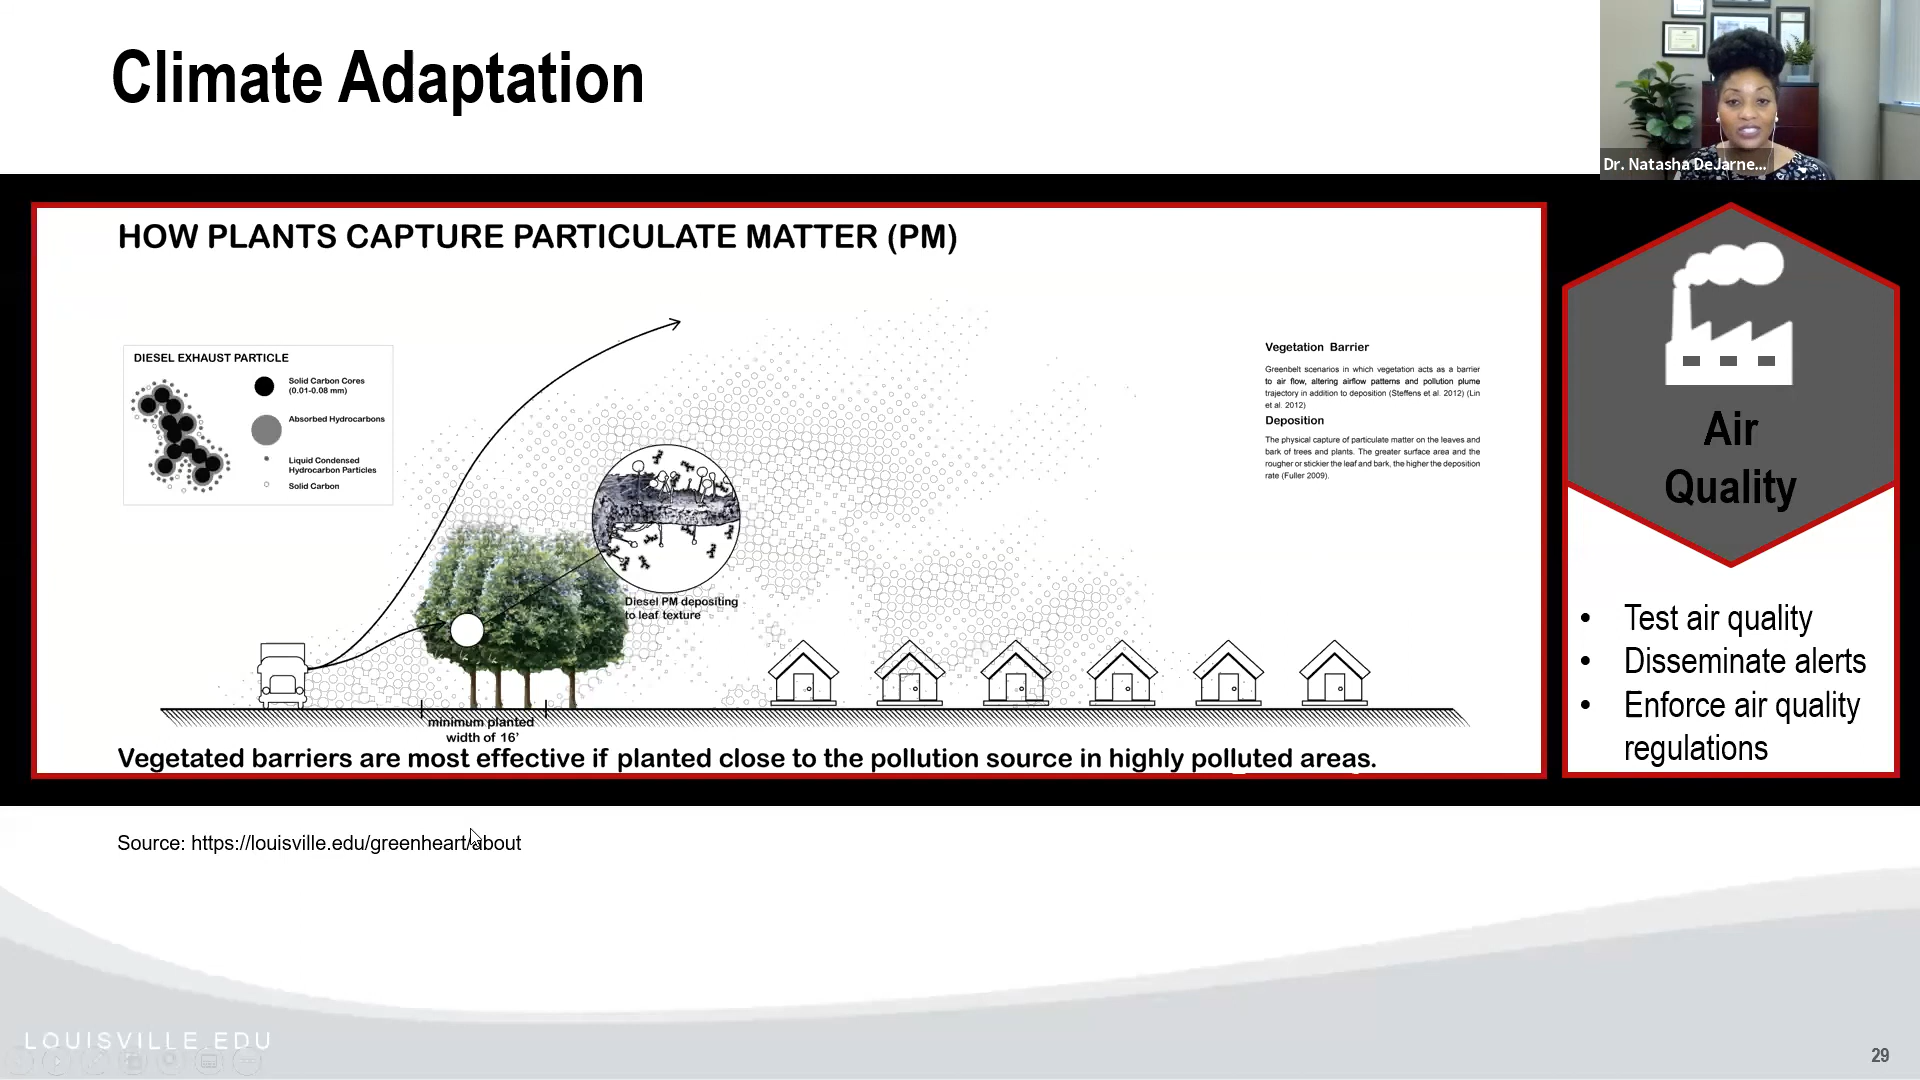 Climate Adaptation
Dr. Natasha DeJarne...
HOW PLANTS CAPTURE PARTICULATE MATTER (PM)
DIESEL EXHAUST PARTICLE
Solid Carbon Cores
(0.01-0.08 mm)
Absorbed Hydrocarbons
Liquid Condensed
Hydrocarbon Particles
Solid Carbon
Vegetation Barrier
Greenbelt scenarios in which vegetation acts as a barrier
to air flow, altering airflow patterns and pollution plume
trajectory in addition to deposition (Steffens et al. 2012) (Lin
et al. 2012)
Deposition
The physical capture of particulate matter on the leaves and
bark of trees and plants. The greater surface area and the
rougher or stickier the leaf and bark, the higher the deposition
rate (Fuller 2009).
Diesel PM depositing
to leaf texture
minimum planted
width of 16'
Vegetated barriers are most effective if planted close to the pollution source in highly polluted areas.
Air
Quality
• Test air quality
• Disseminate alerts
• Enforce air quality
regulations
Source: https://louisville.edu/greenheart/about
LOUISVILLE.EDU
29